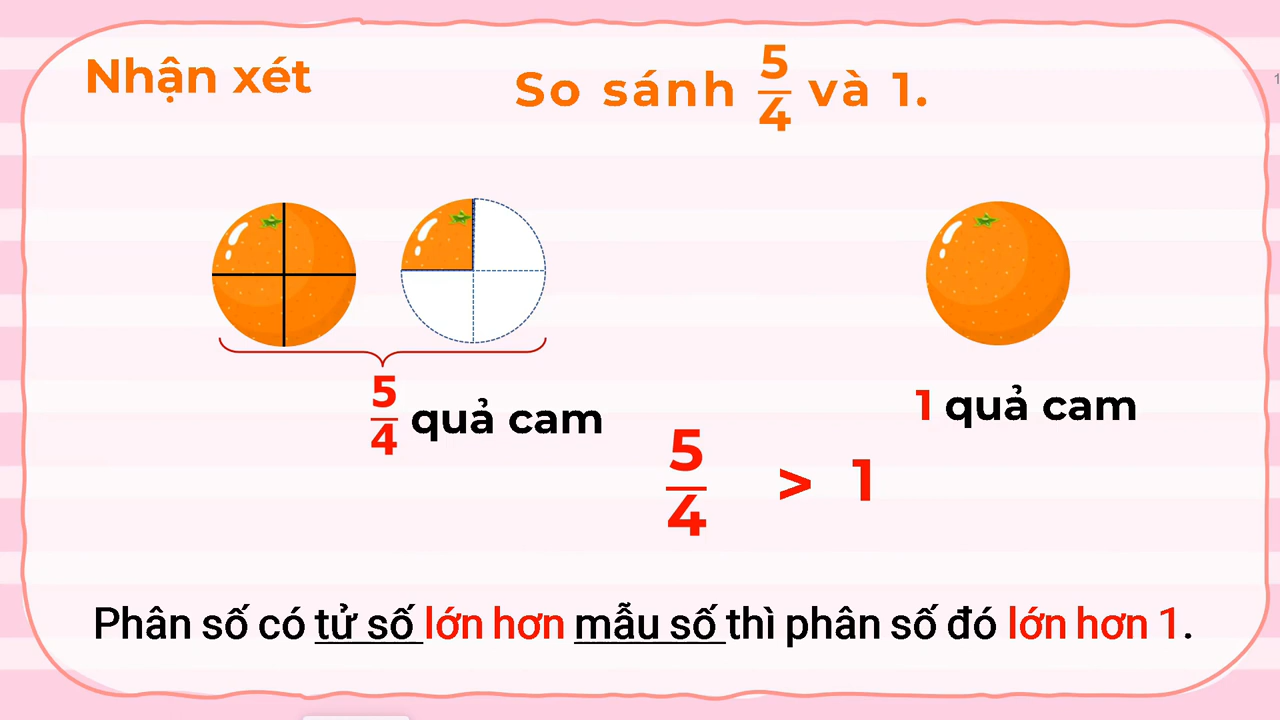 Nhận xét
So sánh 5/4 và 1.
5/4 quả cam
1 quả cam
5/4 > 1
Phân số có tử số lớn hơn mẫu số thì phân số đó lớn hơn 1.